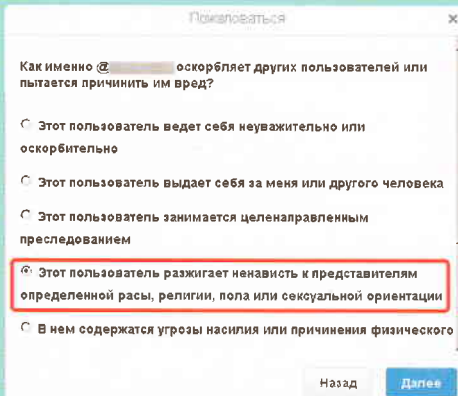 Пожаловаться ×
Как именно @ оскорбляет других пользователей или
пытается причинить им вред?
Этот пользователь ведет себя неуважительно или
оскорбительно
Этот пользователь выдает себя за меня или другого человека
Этот пользователь занимается целенаправленным
преследованием
Этот пользователь разжигает ненависть к представителям
определенной расы, религии, пола или сексуальной ориентации
В нем содержатся угрозы насилия или причинения физического
Назад Далее